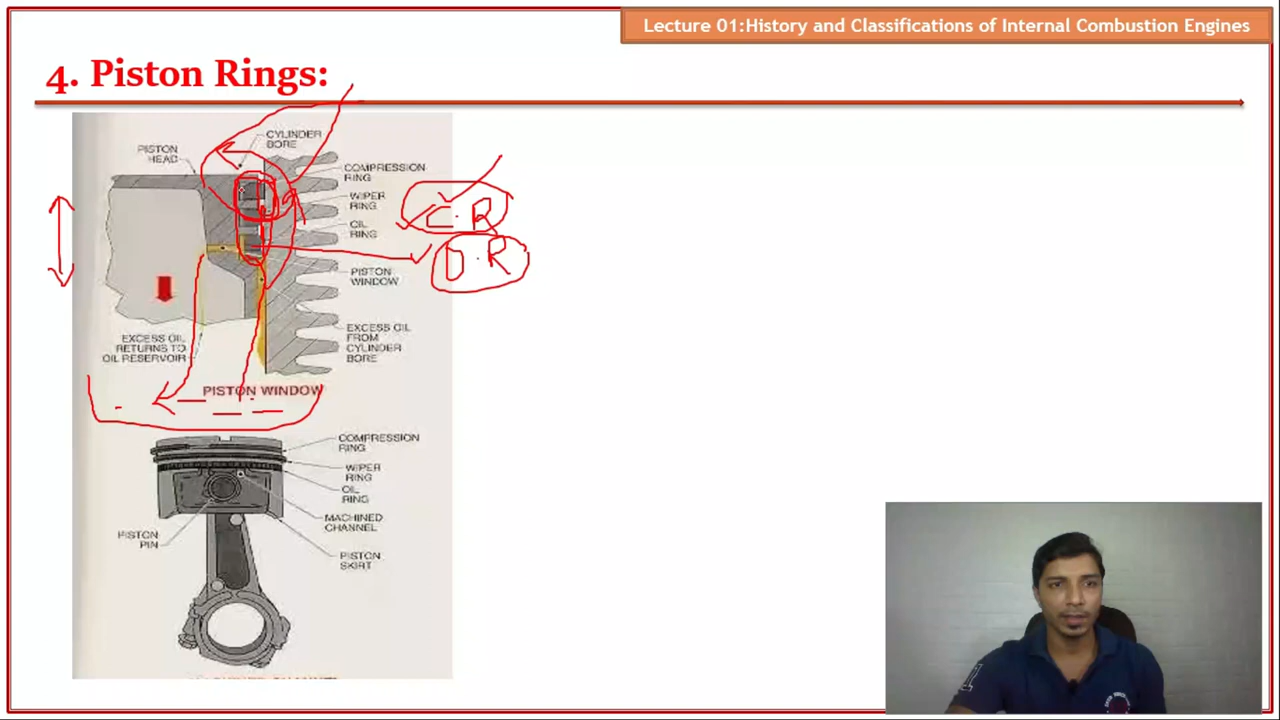 Lecture 01:History and Classifications of Internal Combustion Engines
4. Piston Rings:
CYLINDER
BORE
PISTON
HEAD
COMPRESSION
RING
WIPER
RING
OIL
RING
C.R
D.R
PISTON
WINDOW
EXCESS OIL
RETURNS TO
OIL RESERVOIR
EXCESS OIL
FROM
CYLINDER
BORE
PISTON WINDOW
COMPRESSION
RING
WIPER
RING
OIL
RING
MACHINED
CHANNEL
PISTON
PIN
PISTON
SKIRT